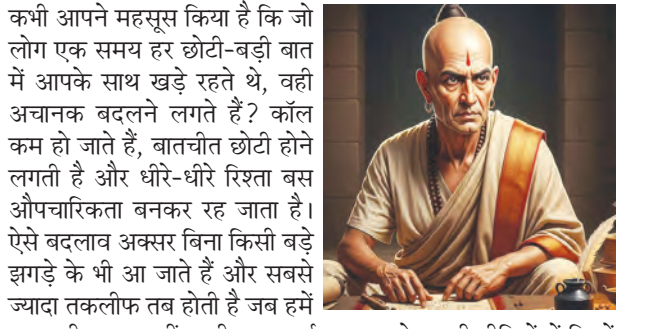 कभी आपने महसूस किया है कि जो
लोग एक समय हर छोटी-बड़ी बात
में आपके साथ खड़े रहते थे, वही
अचानक बदलने लगते हैं? कॉल
कम हो जाते हैं, बातचीत छोटी होने
लगती है और धीरे-धीरे रिश्ता बस
औपचारिकता बनकर रह जाता है।
ऐसे बदलाव अक्सर बिना किसी बड़े
झगड़े के भी आ जाते हैं और सबसे
ज्यादा तकलीफ तब होती है जब हमें